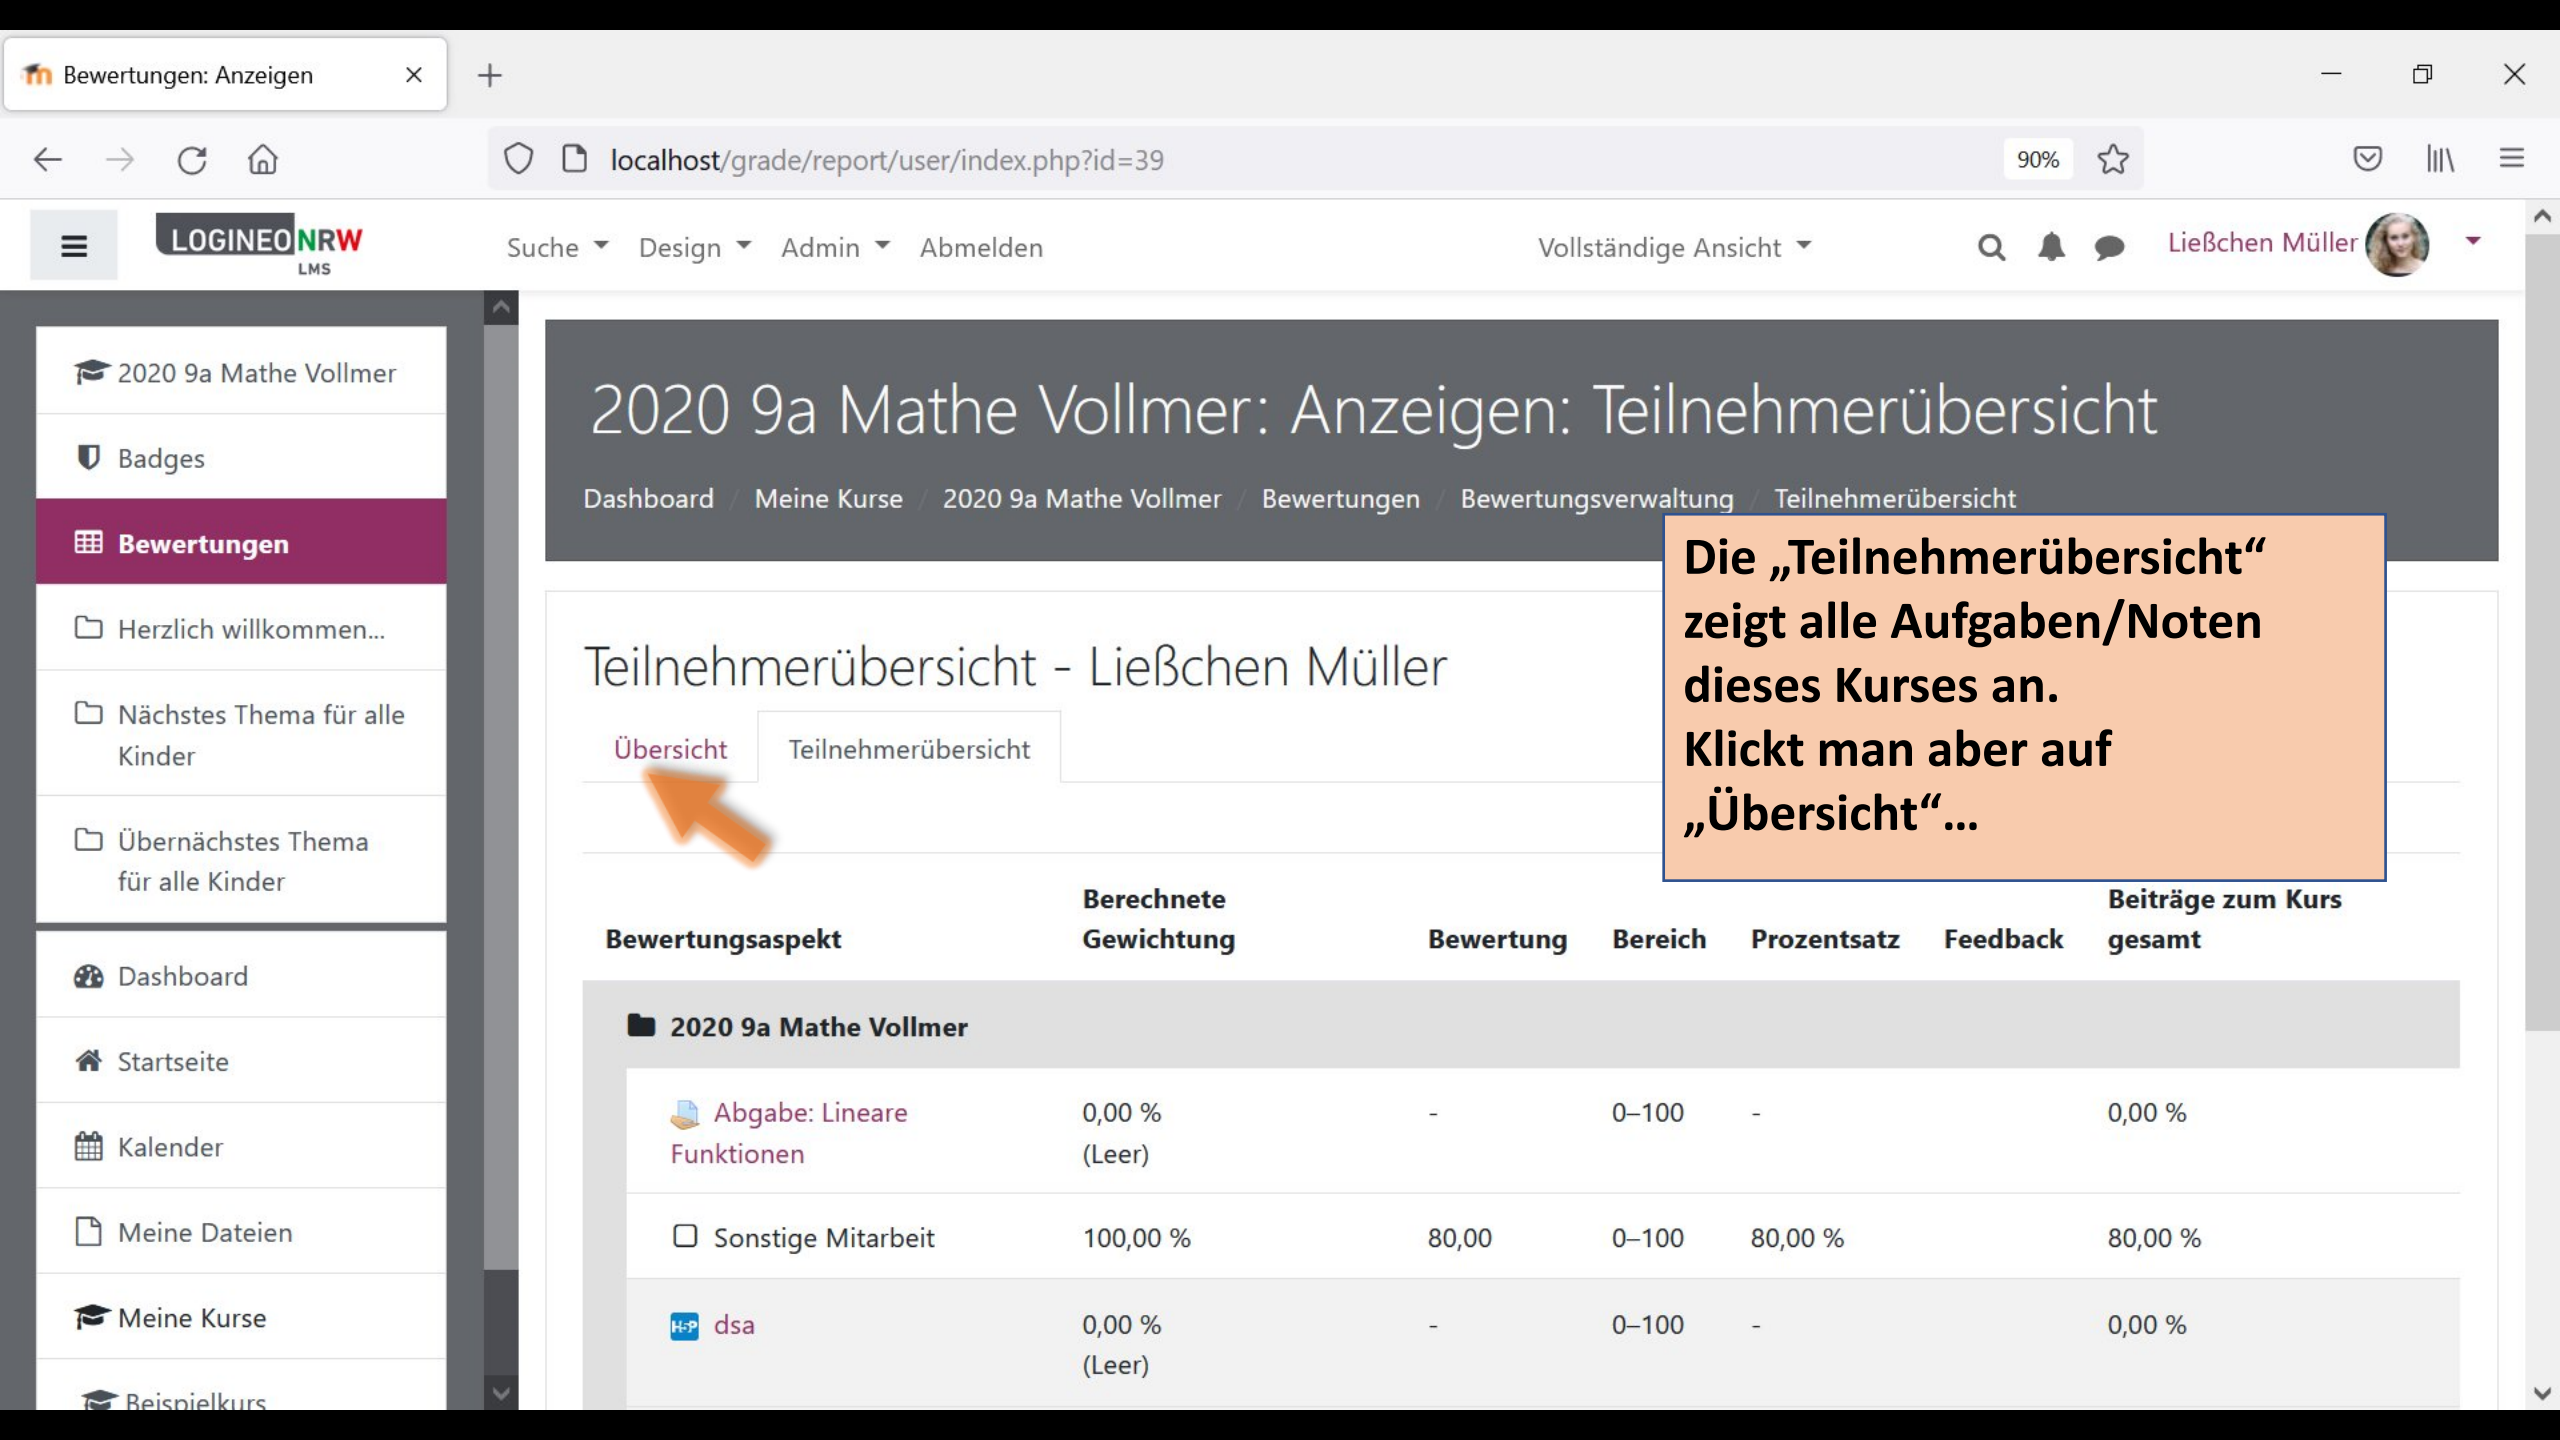 Bewertungen: Anzeigen
localhost/grade/report/user/index.php?id=39
90%
LOGINEO NRW
LMS
Suche Design Admin Abmelden
Vollständige Ansicht
Ließchen Müller
2020 9a Mathe Vollmer
Badges
Bewertungen
Herzlich willkommen...
Nächstes Thema für alle
Kinder
Übernächstes Thema
für alle Kinder
Dashboard
Startseite
Kalender
Meine Dateien
Meine Kurse
Beispielkurs
2020 9a Mathe Vollmer: Anzeigen: Teilnehmerübersicht
Dashboard / Meine Kurse / 2020 9a Mathe Vollmer / Bewertungen / Bewertungsverwaltung / Teilnehmerübersicht
Die „Teilnehmerübersicht“
zeigt alle Aufgaben/Noten
dieses Kurses an.
Klickt man aber auf
„Übersicht“...
Teilnehmerübersicht - Ließchen Müller
Übersicht Teilnehmerübersicht
Bewertungsaspekt
Berechnete
Gewichtung
Bewertung
Bereich
Prozentsatz
Feedback
Beiträge zum Kurs
gesamt
2020 9a Mathe Vollmer
Abgabe: Lineare
Funktionen
0,00 %
(Leer)
-
0–100
-
0,00 %
Sonstige Mitarbeit 100,00 % 80,00 0–100 80,00 % 80,00 %
H5P dsa
0,00 %
(Leer)
-
0–100
-
0,00 %